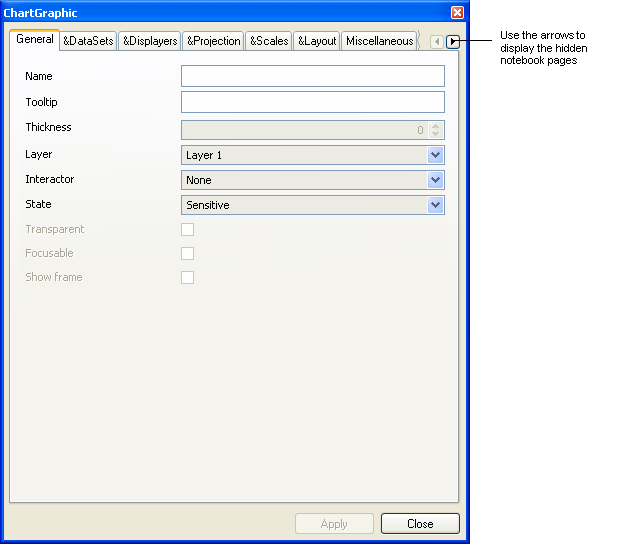 ChartGraphic
General &DataSets &Displayers &Projection &Scales &Layout Miscellaneous
Use the arrows to
display the hidden
notebook pages
Name
Tooltip
Thickness 0
Layer Layer 1
Interactor None
State Sensitive
Transparent
Focusable
Show frame
Apply Close